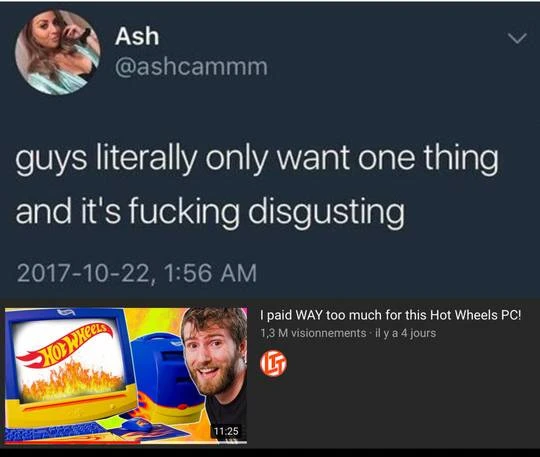 Ash
@ashcammm
guys literally only want one thing
and it's fucking disgusting
2017-10-22, 1:56 AM
HOT WHEELS
11:25
I paid WAY too much for this Hot Wheels PC!
1,3 M visionnements · il y a 4 jours
LTT